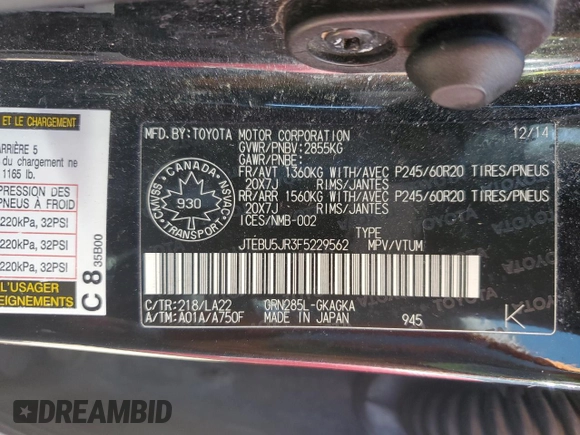 ET LE CHARGEMENT
ARRIÈRE 5
du chargement ne
1165 lb.
PRESSION DES
PNEUS À FROID
220kPa, 32PSI
220kPa, 32PSI
220kPa, 32PSI
L'USAGER
C 8 35B00
MFD.BY:TOYOTA MOTOR CORPORATION 12/14
GVWR/PNBV:2855KG
GAWR/PNBE:
FR/AVT 1360KG WITH/AVEC P245/60R20 TIRES/PNEUS
20X7J RIMS/JANTES
RR/ARR 1560KG WITH/AVEC P245/60R20 TIRES/PNEUS
20X7J RIMS/JANTES
ICES/NMB-002
CANADA
CMVSS NSVAC
930
TRANSPORT
TYPE
JTEBU5JR3F5229562 MPV/VTUM
C/TR:218/LA22 GRN285L-GKAGKA
A/TM:A01A/A750F MADE IN JAPAN 945 K
DREAMBID